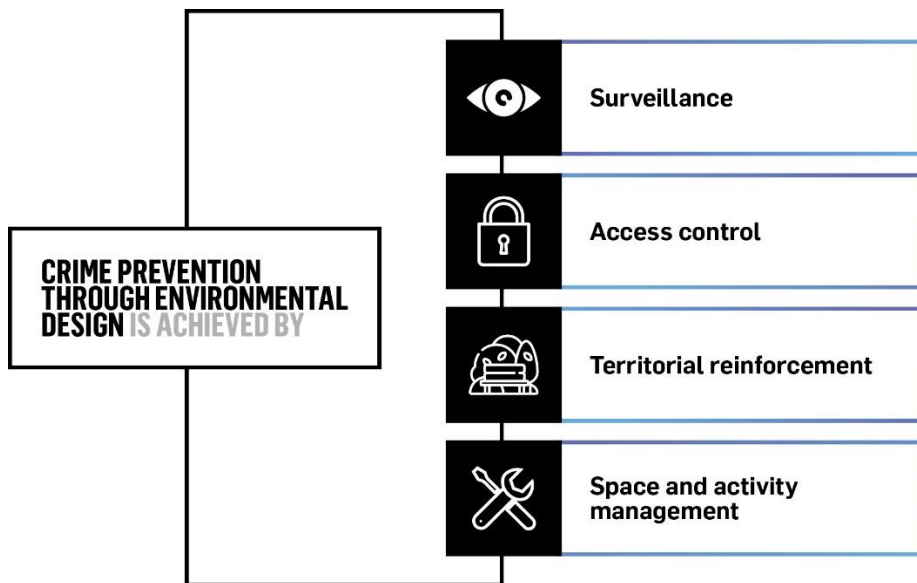 CRIME PREVENTION
THROUGH ENVIRONMENTAL
DESIGN IS ACHIEVED BY
Surveillance
Access control
Territorial reinforcement
Space and activity
management